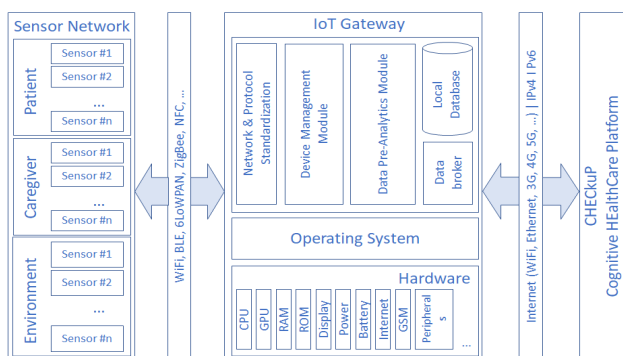 Sensor Network
Patient
Sensor #1
Sensor #2
...
Sensor #n
Caregiver
Sensor #1
Sensor #2
...
Sensor #n
Environment
Sensor #1
Sensor #2
...
Sensor #n
WiFi, BLE, 6LoWPAN, ZigBee, NFC, ...
IoT Gateway
Network & Protocol
Standardization
Device Management
Module
Data Pre-Analytics Module
Local
Database
Data
broker
Operating System
Hardware
CPU
GPU
RAM
ROM
Display
Power
Battery
Internet
GSM
Peripheral
s
...
Internet (WiFi, Ethernet, 3G, 4G, 5G, ...) | IPv4 I Pv6
CHECkuP
Cognitive HEalthCare Platform